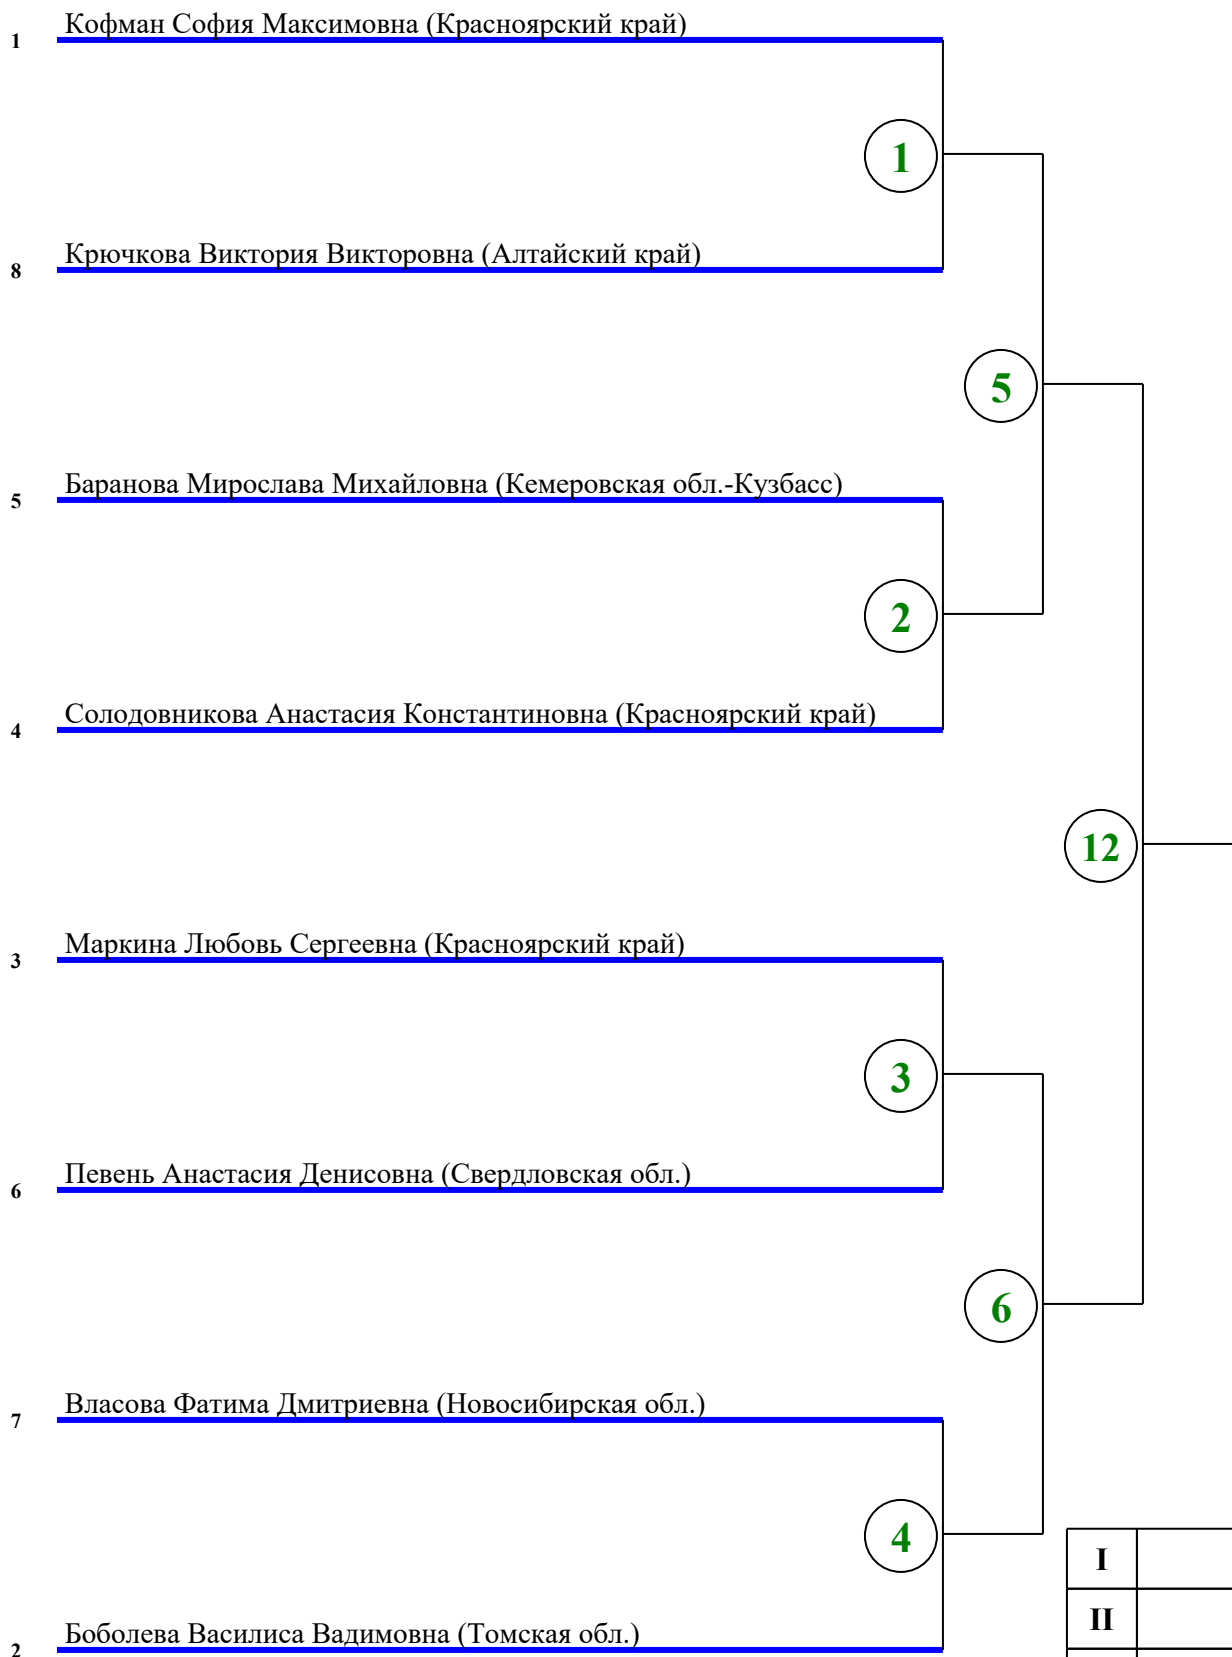 Кофман София Максимовна (Красноярский край)
1
1
Крючкова Виктория Викторовна (Алтайский край)
8
5
Баранова Мирослава Михайловна (Кемеровская обл.-Кузбасс)
5
2
Солодовникова Анастасия Константиновна (Красноярский край)
4
12
Маркина Любовь Сергеевна (Красноярский край)
3
3
Певень Анастасия Денисовна (Свердловская обл.)
6
6
Власова Фатима Дмитриевна (Новосибирская обл.)
7
4
I
II
Боболева Василиса Вадимовна (Томская обл.)
2